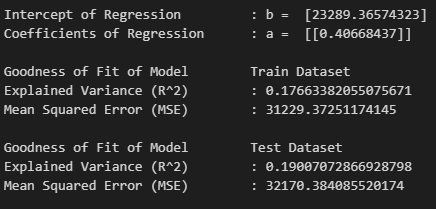 Intercept of Regression : b = [23289.36574323]
Coefficients of Regression : a = [[0.40668437]]
Goodness of Fit of Model Train Dataset
Explained Variance (R^2) : 0.17663382055075671
Mean Squared Error (MSE) : 31229.37251174145
Goodness of Fit of Model Test Dataset
Explained Variance (R^2) : 0.19007072866928798
Mean Squared Error (MSE) : 32170.384085520174